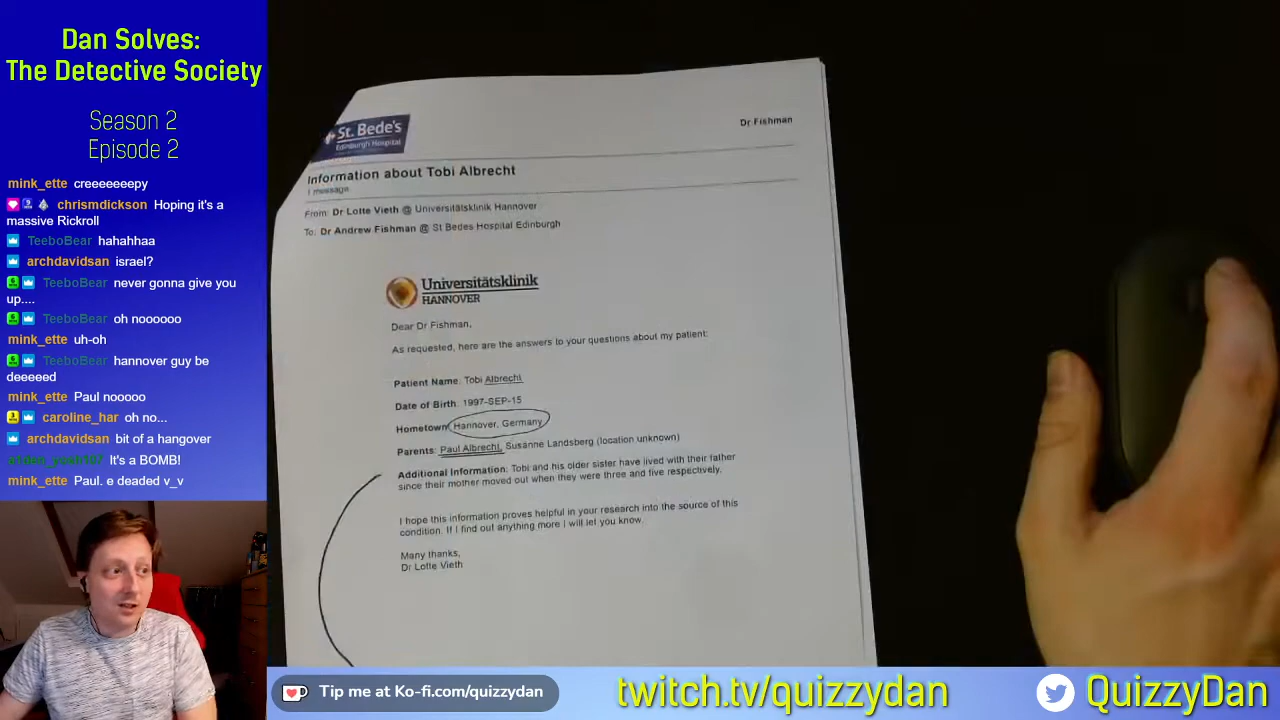 Dan Solves:
The Detective Society
Season 2
Episode 2
mink_ette creeeeeeepy
chrismdickson Hoping it's a
massive Rickroll
TeeboBear hahahhaa
archdavidsan israel?
TeeboBear never gonna give you
up....
TeeboBear oh noooooo
mink_ette uh-oh
TeeboBear hannover guy be
deeeeed
mink_ette Paul nooooo
caroline_har oh no...
archdavidsan bit of a hangover
It's a BOMB!
mink_ette Paul. e deaded v_v
St. Bede's
Edinburgh Hospital
Dr Fishman
Information about Tobi Albrecht
1 message
From: Dr Lotte Vieth @ Universitätsklinik Hannover
To: Dr Andrew Fishman @ St Bedes Hospital Edinburgh
Universitätsklinik
HANNOVER
Dear Dr Fishman,
As requested, here are the answers to your questions about my patient:
Patient Name: Tobi Albrecht
Date of Birth: 1997-SEP-15
Hometown: Hannover, Germany
Parents: Paul Albrecht, Susanne Landsberg (location unknown)
Additional Information: Tobi and his older sister have lived with their father
since their mother moved out when they were three and five respectively.
I hope this information proves helpful in your research into the source of this
condition. If I find out anything more I will let you know.
Many thanks,
Dr Lotte Vieth
Tip me at Ko-fi.com/quizzydan
twitch.tv/quizzydan
QuizzyDan